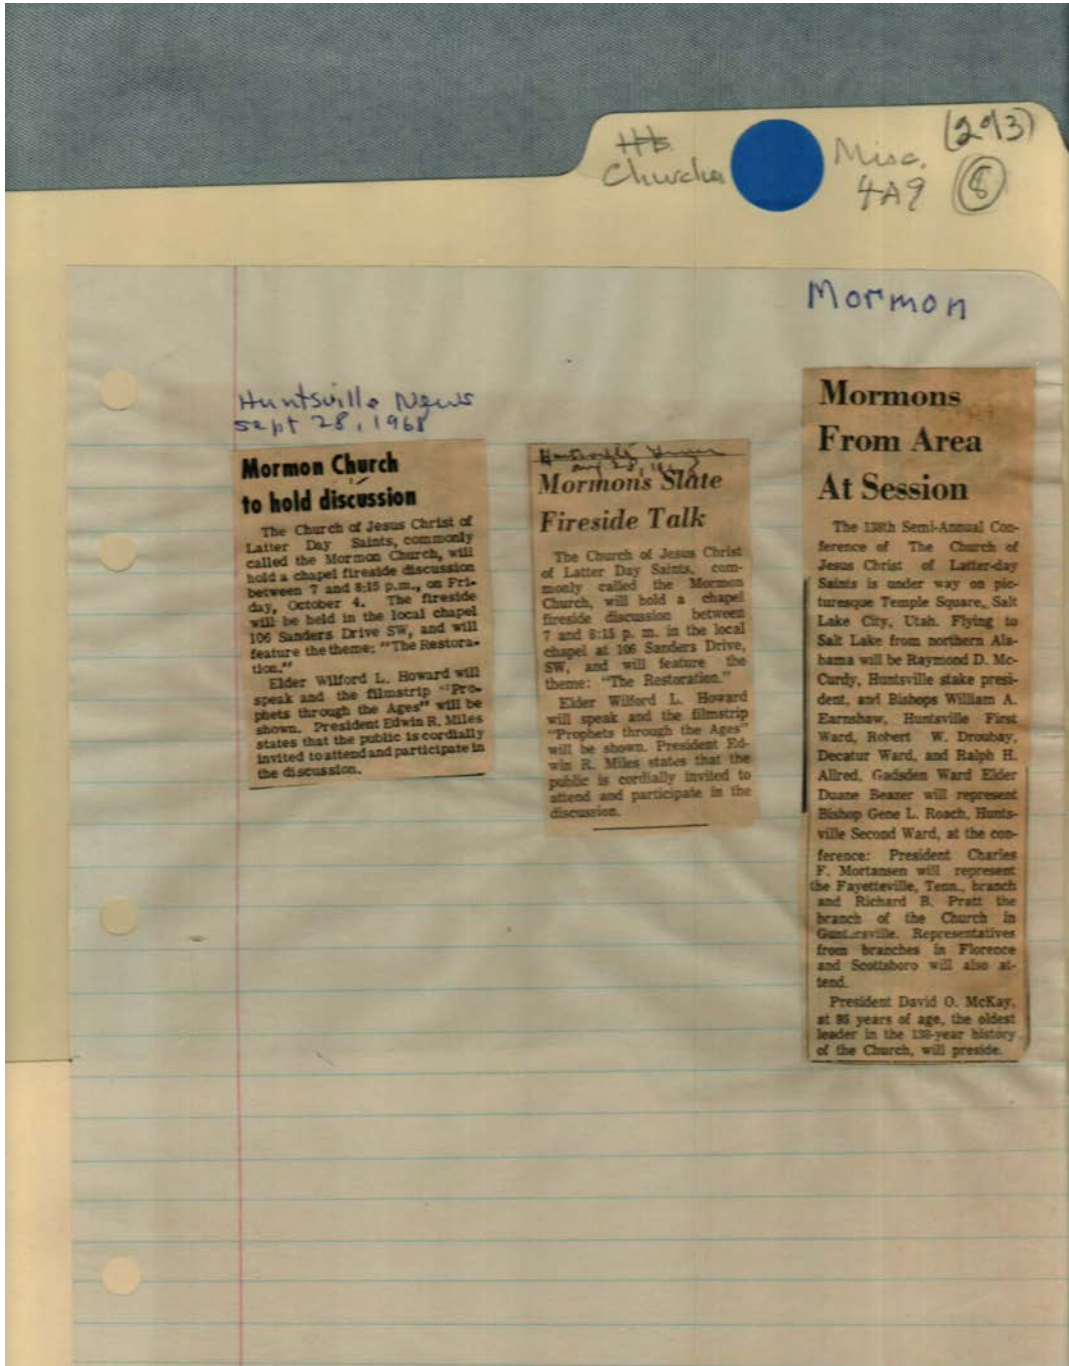 (2913)
Churches
Misc.
4A9
8
Mormon
Huntsville News
sept 28, 1968
Mormon Church
to hold discussion
The Church of Jesus Christ of
Latter Day Saints, commonly
called the Mormon Church, will
hold a chapel fireside discussion
between 7 and 8:15 p.m., on Fri-
day, October 4. The fireside
will be held in the local chapel
106 Sanders Drive SW, and will
feature the theme; "The Restora-
tion."
Elder Wilford L. Howard will
speak and the filmstrip "Pro-
phets through the Ages" will be
shown. President Edwin R. Miles
states that the public is cordially
invited to attend and participate in
the discussion.
Huntsville
Mormons Slate
Fireside Talk
The Church of Jesus Christ
of Latter Day Saints, com-
monly called the Mormon
Church, will hold a chapel
fireside discussion between
7 and 8:15 p. m. in the local
chapel at 106 Sanders Drive,
SW, and will feature the
theme: "The Restoration."
Elder Wilford L. Howard
will speak and the filmstrip
"Prophets through the Ages"
will be shown. President Ed-
win R. Miles states that the
public is cordially invited to
attend and participate in the
discussion.
Mormons
From Area
At Session
The 138th Semi-Annual Con-
ference of The Church of
Jesus Christ of Latter-day
Saints is under way on pic-
turesque Temple Square, Salt
Lake City, Utah. Flying to
Salt Lake from northern Ala-
bama will be Raymond D. Mc-
Curdy, Huntsville stake presi-
dent, and Bishops William A.
Earnshaw, Huntsville First
Ward, Robert W. Droubay,
Decatur Ward, and Ralph H.
Allred, Gadsden Ward Elder
Duane Beazer will represent
Bishop Gene L. Roach, Hunts-
ville Second Ward, at the con-
ference: President Charles
F. Mortansen will represent
the Fayetteville, Tenn., branch
and Richard B. Pratt the
branch of the Church in
Guntersville. Representatives
from branches in Florence
and Scottsboro will also at-
tend.
President David O. McKay,
at 95 years of age, the oldest
leader in the 138-year history
of the Church, will preside.